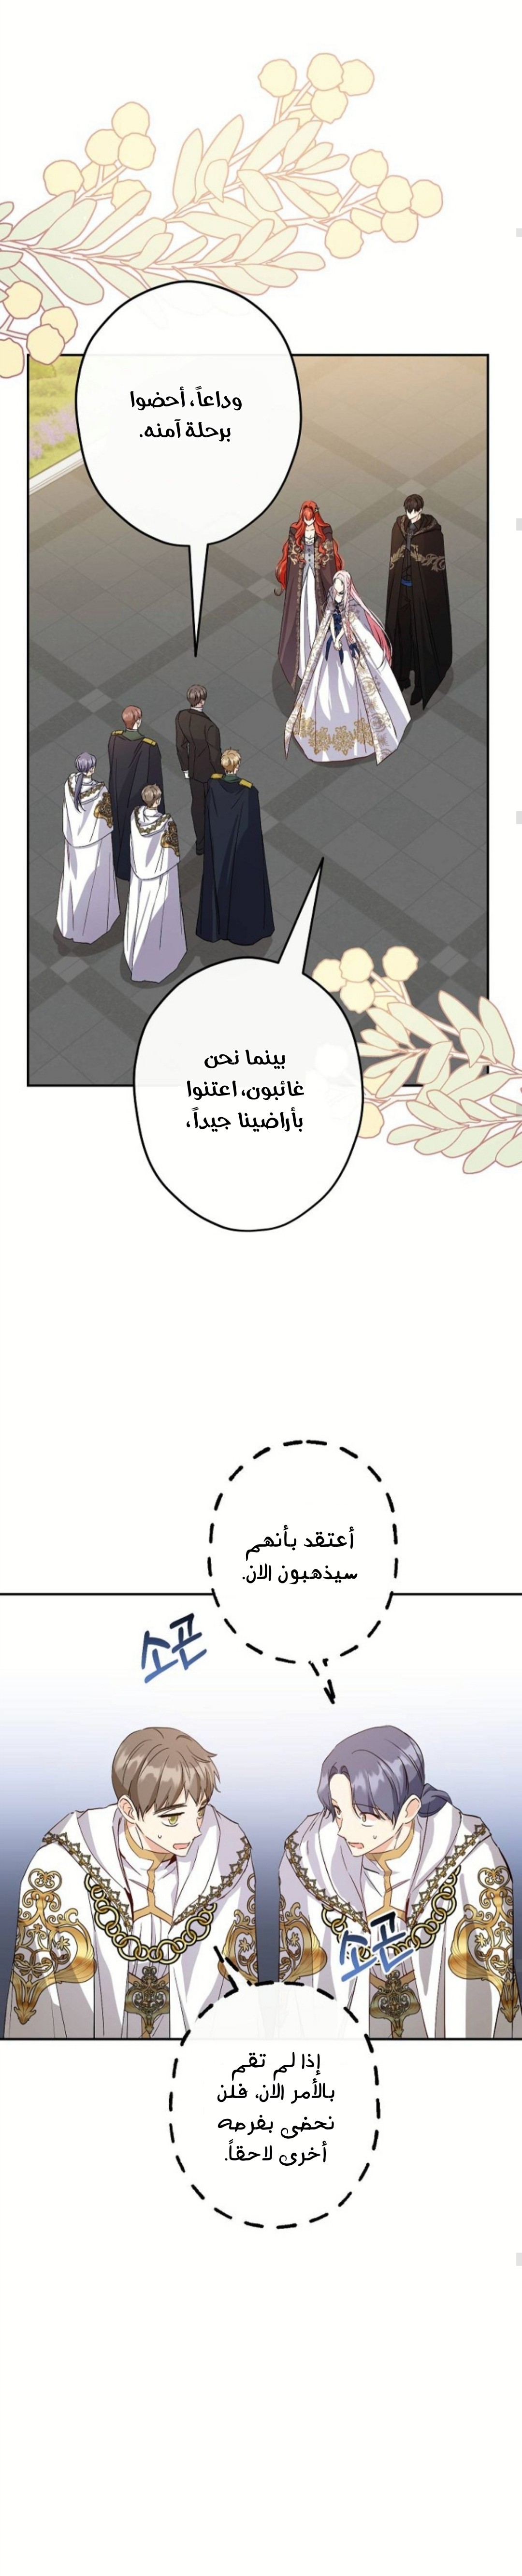 وداعاً، أحضوا
برحلة آمنه.
بينما نحن
غائبون، اعتنوا
بأراضينا جيداً،
أعتقد بأنهم
سيذهبون الان.
소곤
소곤
إذا لم تقم
بالأمر الان، فلن
نحضى بفرصه
أخرى لاحقاً.